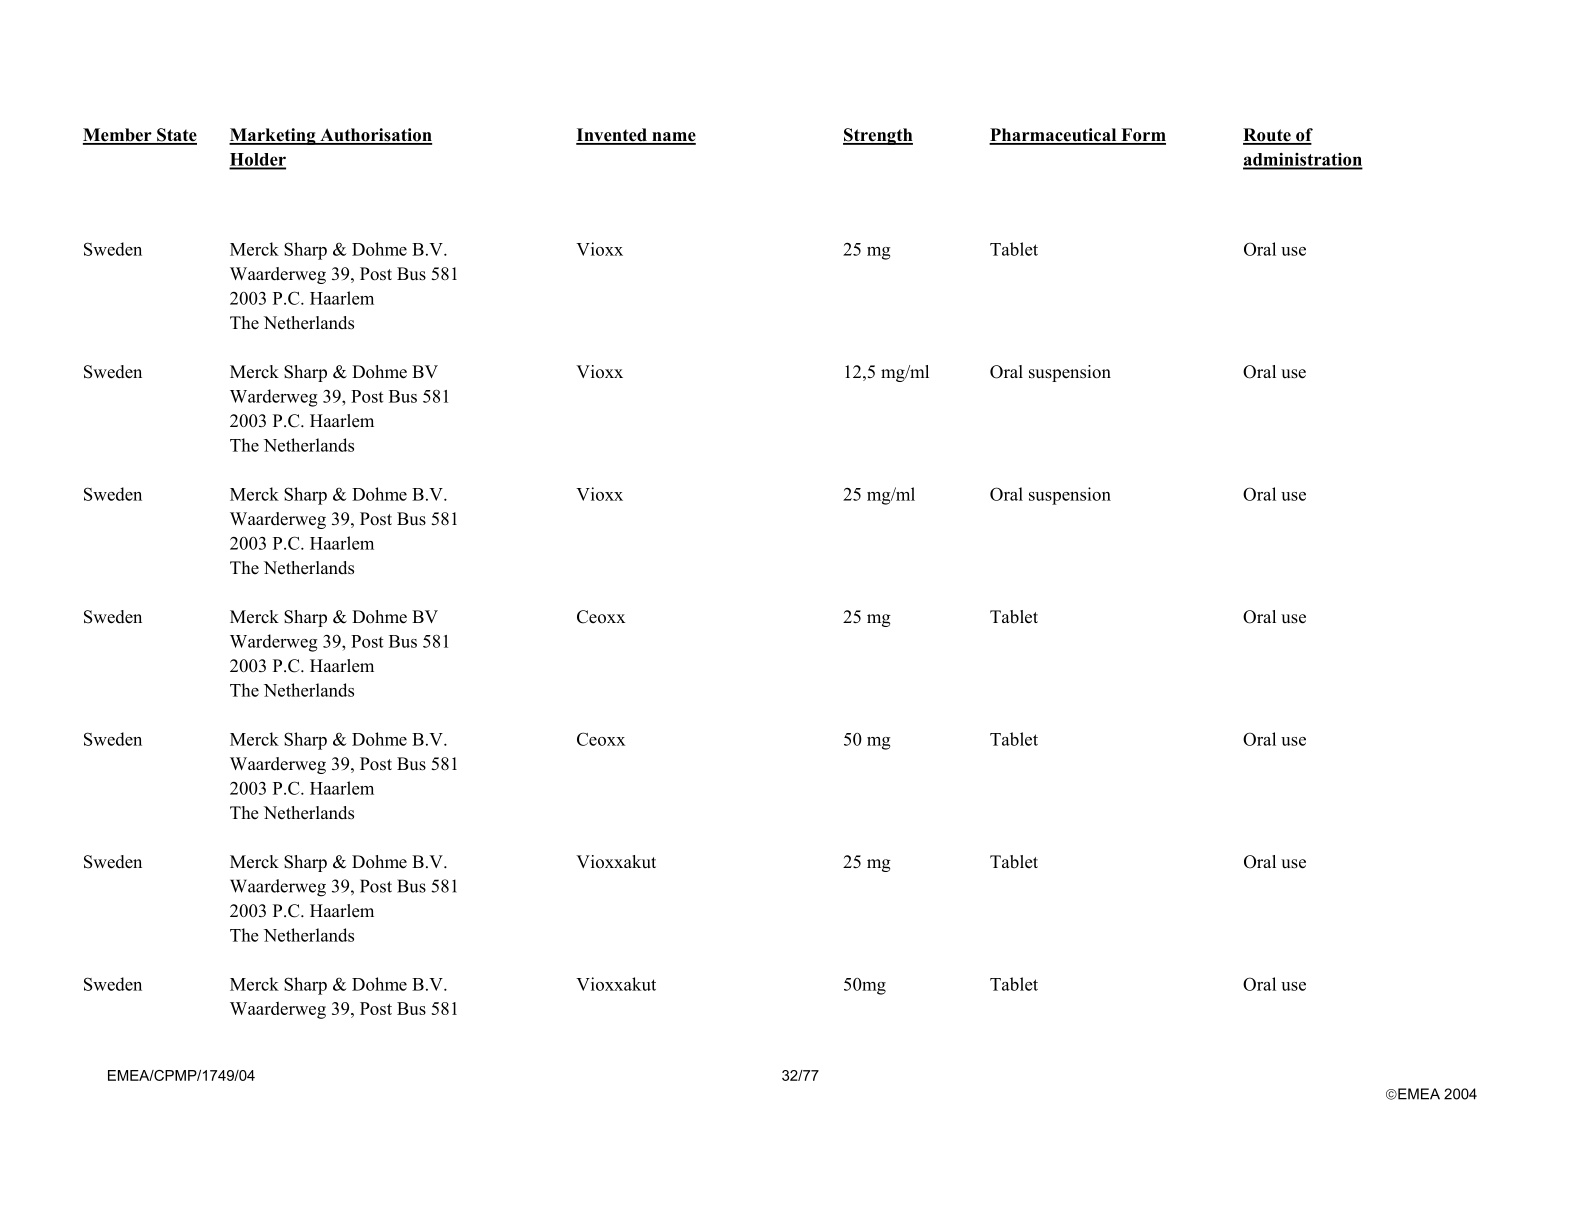 Member State Marketing Authorisation Invented name Strength Pharmaceutical Form Route of
Holder administration
Sweden Merck Sharp & Dohme B.V. Vioxx 25 mg Tablet Oral use
Waarderweg 39, Post Bus 581
2003 P.C. Haarlem
The Netherlands
Sweden Merck Sharp & Dohme BV Vioxx 12,5 mg/ml Oral suspension Oral use
Warderweg 39, Post Bus 581
2003 P.C. Haarlem
The Netherlands
Sweden Merck Sharp & Dohme B.V. Vioxx 25 mg/ml Oral suspension Oral use
Waarderweg 39, Post Bus 581
2003 P.C. Haarlem
The Netherlands
Sweden Merck Sharp & Dohme BV Ceoxx 25 mg Tablet Oral use
Warderweg 39, Post Bus 581
2003 P.C. Haarlem
The Netherlands
Sweden Merck Sharp & Dohme B.V. Ceoxx 50 mg Tablet Oral use
Waarderweg 39, Post Bus 581
2003 P.C. Haarlem
The Netherlands
Sweden Merck Sharp & Dohme B.V. Vioxxakut 25 mg Tablet Oral use
Waarderweg 39, Post Bus 581
2003 P.C. Haarlem
The Netherlands
Sweden Merck Sharp & Dohme B.V. Vioxxakut 50mg Tablet Oral use
Waarderweg 39, Post Bus 581
EMEA/CPMP/1749/04 32/77
©EMEA 2004